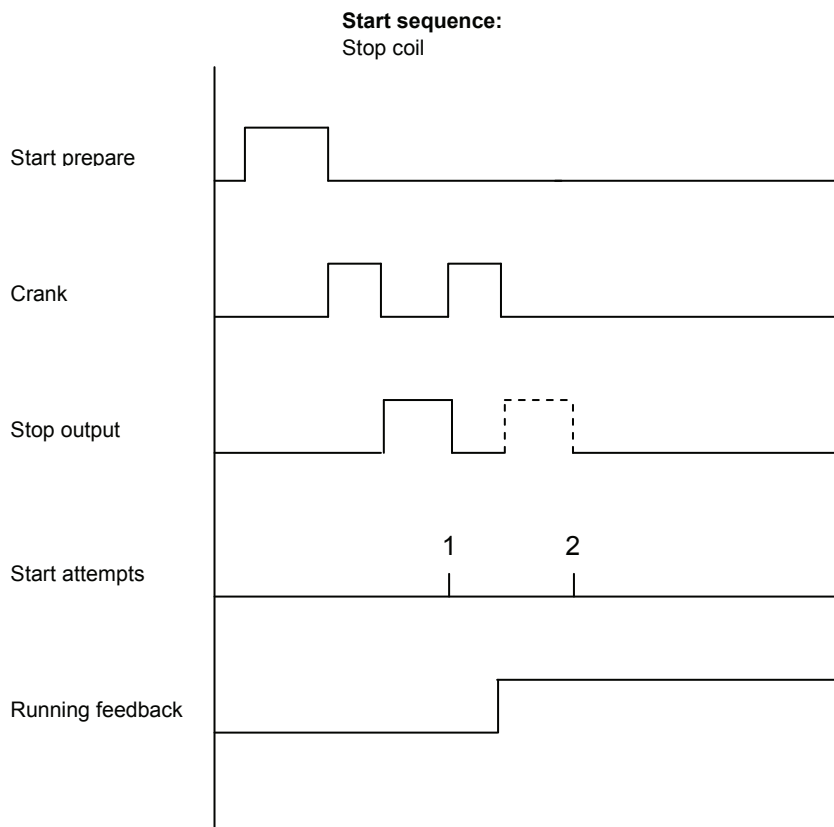 Start sequence:
Stop coil
Start prepare
Crank
Stop output
1 2
Start attempts
Running feedback